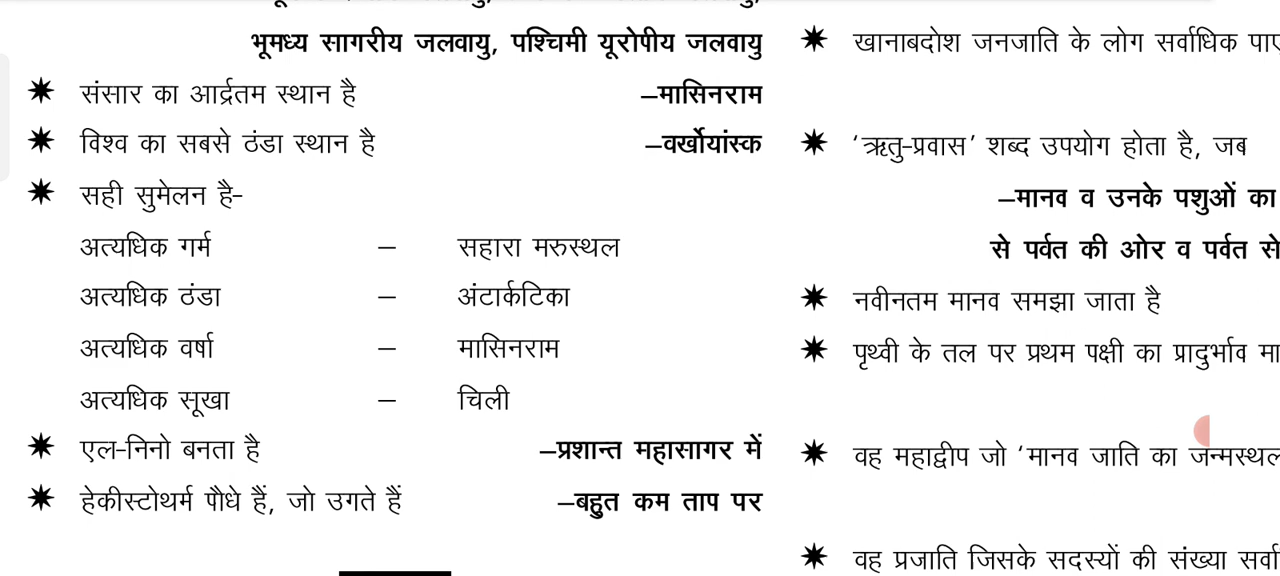 भूमध्य सागरीय जलवायु, पश्चिमी यूरोपीय जलवायु
✷ संसार का आर्द्रतम स्थान है –मासिनराम
✷ विश्व का सबसे ठंडा स्थान है –वर्खोयांस्क
✷ सही सुमेलन है-
अत्यधिक गर्म – सहारा मरुस्थल
अत्यधिक ठंडा – अंटार्कटिका
अत्यधिक वर्षा – मासिनराम
अत्यधिक सूखा – चिली
✷ एल-निनो बनता है –प्रशान्त महासागर में
✷ हेकीस्टोथर्म पौधे हैं, जो उगते हैं –बहुत कम ताप पर
✷ खानाबदोश जनजाति के लोग सर्वाधिक
✷ ‘ऋतु-प्रवास’ शब्द उपयोग होता है, जब
–मानव व उनके पशुओं का
से पर्वत की ओर व पर्वत से
✷ नवीनतम मानव समझा जाता है
✷ पृथ्वी के तल पर प्रथम पक्षी का प्रादुर्भाव
✷ वह महाद्वीप जो ‘मानव जाति का जन्मस्थल
✷ वह प्रजाति जिसके सदस्यों की संख्या